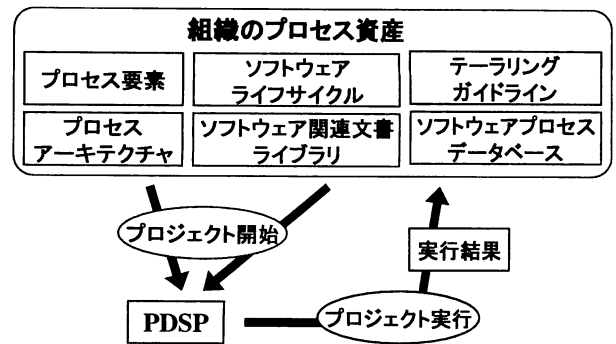 組織のプロセス資産
プロセス要素
ソフトウェア
ライフサイクル
テーラリング
ガイドライン
プロセス
アーキテクチャ
ソフトウェア関連文書
ライブラリ
ソフトウェアプロセス
データベース
プロジェクト開始
実行結果
PDSP
プロジェクト実行